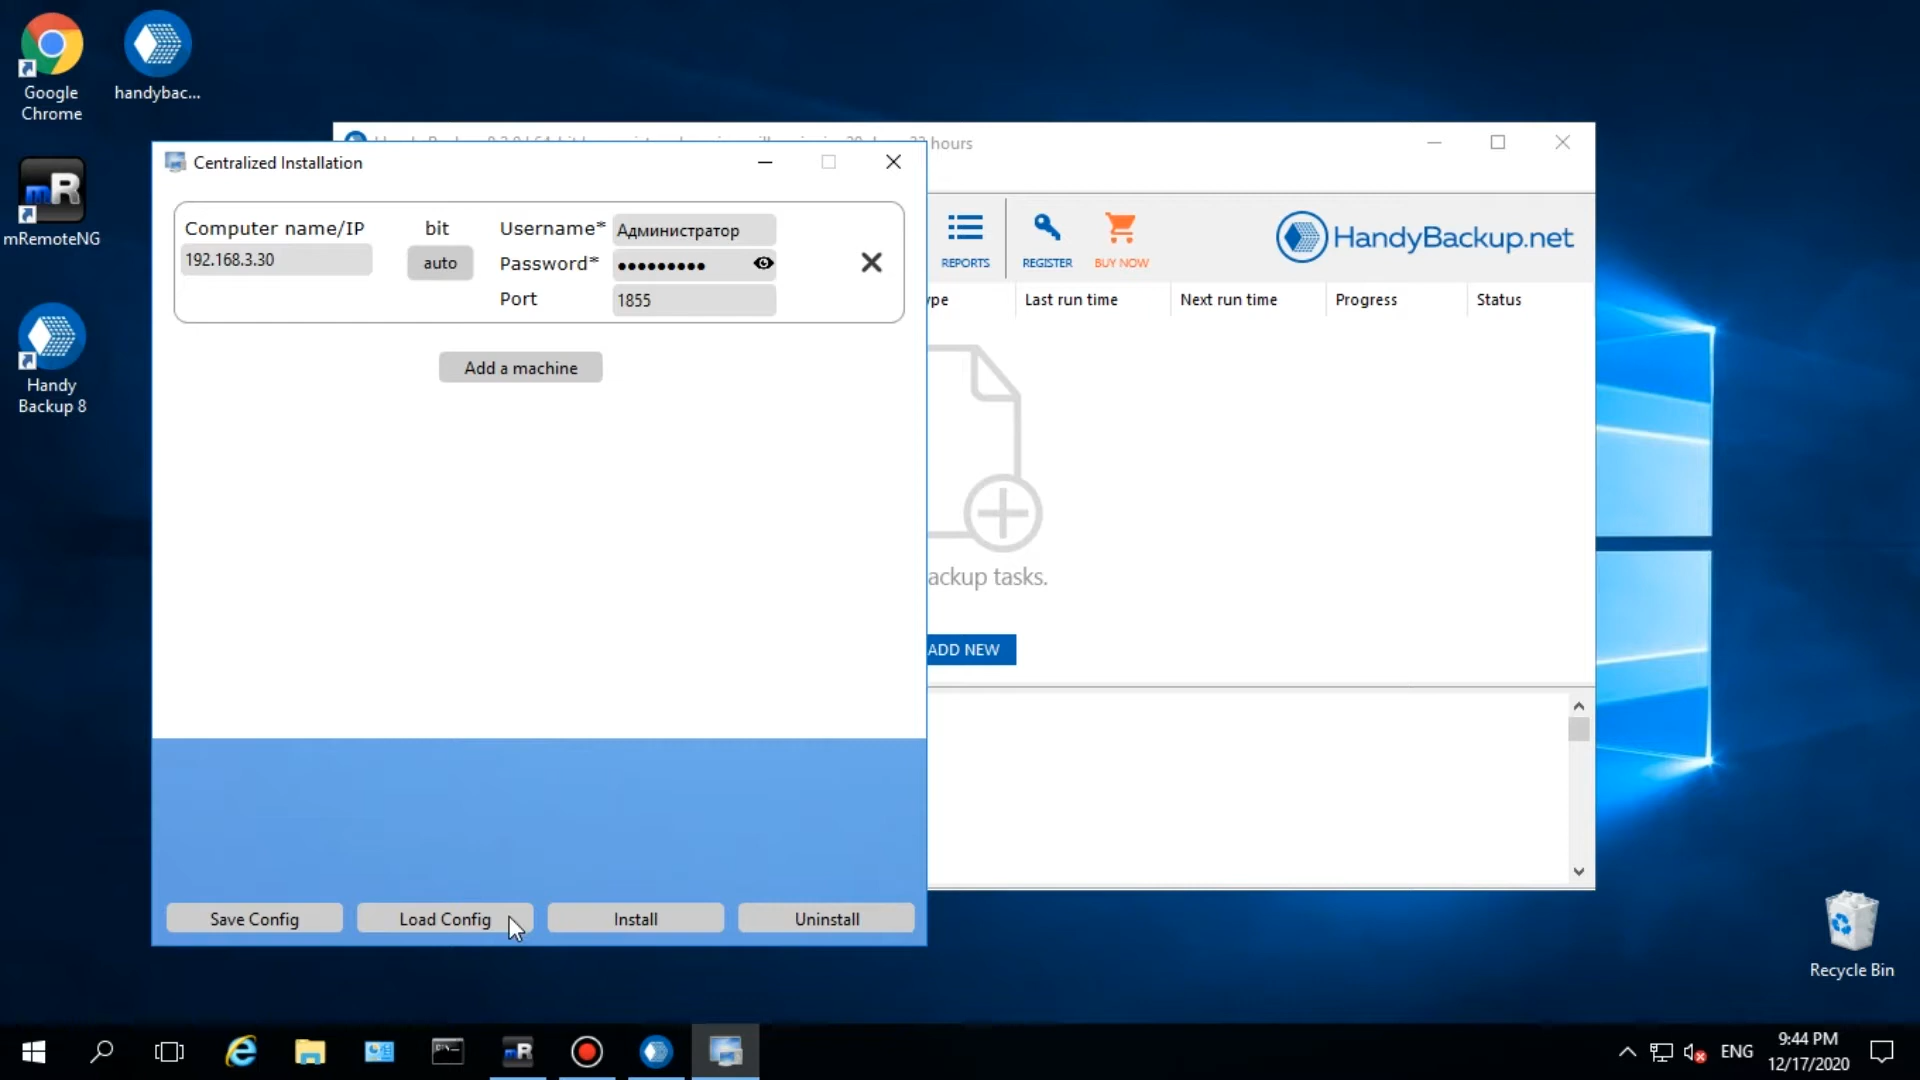 Google
Chrome
handybac...
mRemoteNG
Handy
Backup 8
hours
Centralized Installation
Computer name/IP
bit
Username*
Администратор
192.168.3.30
auto
Password*
●●●●●●●●●
Port
1855
Add a machine
Save Config
Load Config
Install
Uninstall
REPORTS
REGISTER
BUY NOW
HandyBackup.net
ype
Last run time
Next run time
Progress
Status
ackup tasks.
ADD NEW
Recycle Bin
mR
ENG
9:44 PM
12/17/2020